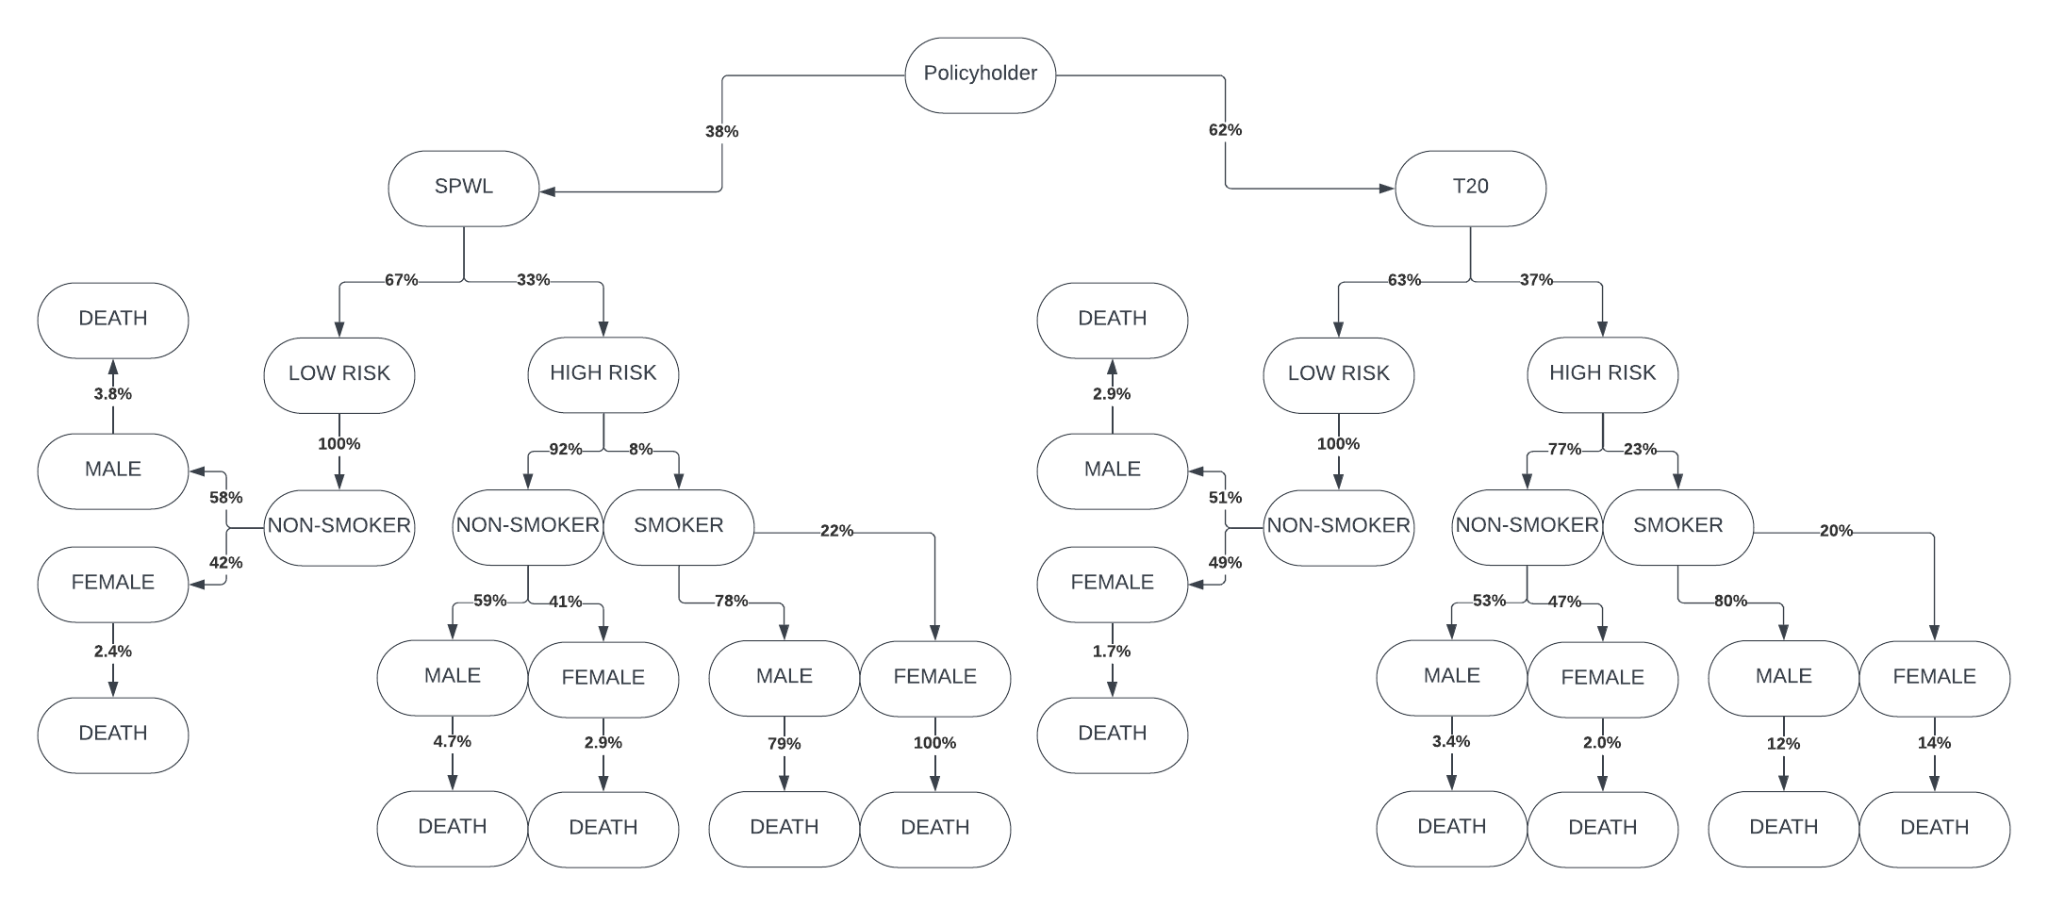 Policyholder
38%
62%
SPWL
T20
67%
33%
63%
37%
DEATH
DEATH
LOW RISK
HIGH RISK
LOW RISK
HIGH RISK
3.8%
2.9%
100%
92%
8%
100%
77%
23%
MALE
MALE
58%
51%
NON-SMOKER
NON-SMOKER
SMOKER
22%
NON-SMOKER
NON-SMOKER
SMOKER
20%
42%
49%
FEMALE
FEMALE
59%
41%
78%
53%
47%
80%
2.4%
1.7%
MALE
FEMALE
MALE
FEMALE
MALE
FEMALE
MALE
FEMALE
DEATH
DEATH
4.7%
2.9%
79%
100%
3.4%
2.0%
12%
14%
DEATH
DEATH
DEATH
DEATH
DEATH
DEATH
DEATH
DEATH